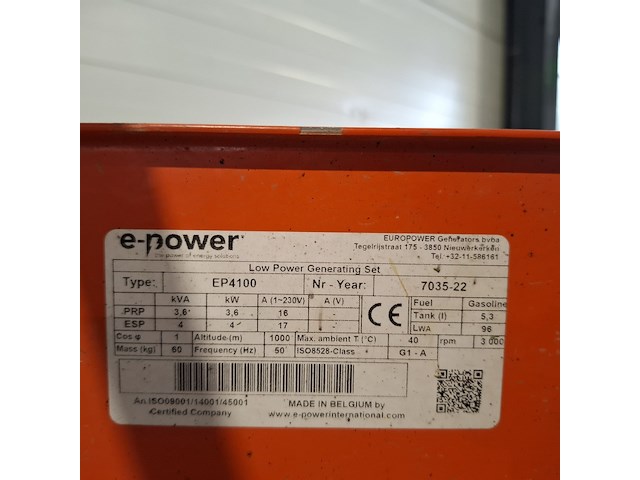 e-power
the power of energy solutions
EUROPOWER Generators bvba
Tegelrijstraat 175 - 3850 Nieuwerkerken
Tel.:+32-11-586161
Low Power Generating Set
Type: EP4100 Nr - Year: 7035-22
kVA kW A (1~230V) A (V) Fuel Gasoline
PRP 3,6 3,6 16 - Tank (l) 5,3
ESP 4 4 17 - LWA 96
CE
Cos φ 1 Altitude (m) 1000 Max. ambient T. (°C) 40 rpm 3 000
Mass (kg) 60 Frequency (Hz) 50 ISO8528-Class G1 - A
An ISO09001/14001/45001
Certified Company
MADE IN BELGIUM by
www.e-powerinternational.com